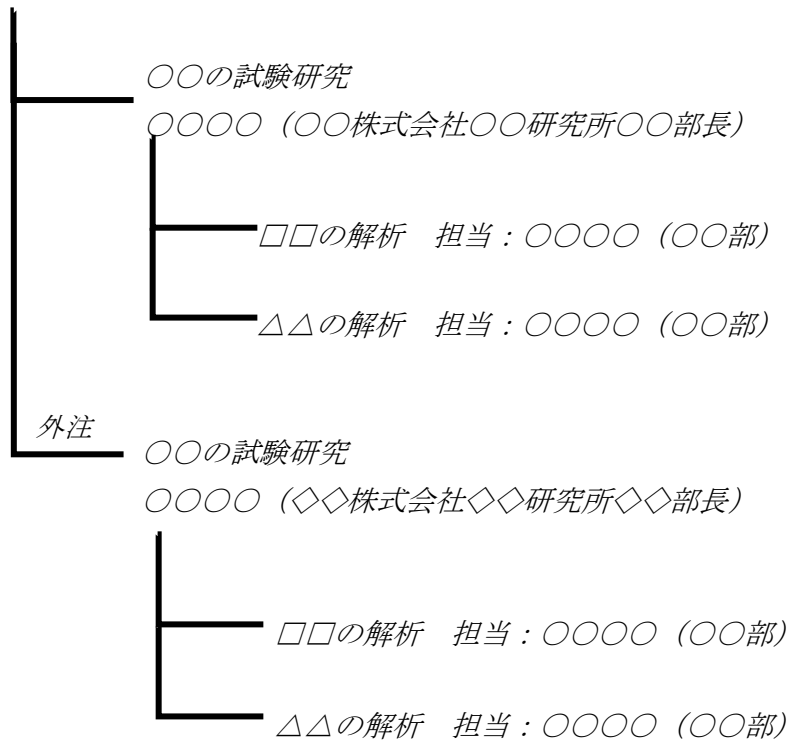 ○○の試験研究
○○○○（○○株式会社○○研究所○○部長）
□□の解析　担当：○○○○（○○部）
△△の解析　担当：○○○○（○○部）
外注
○○の試験研究
○○○○（◇◇株式会社◇◇研究所◇◇部長）
□□の解析　担当：○○○○（○○部）
△△の解析　担当：○○○○（○○部）